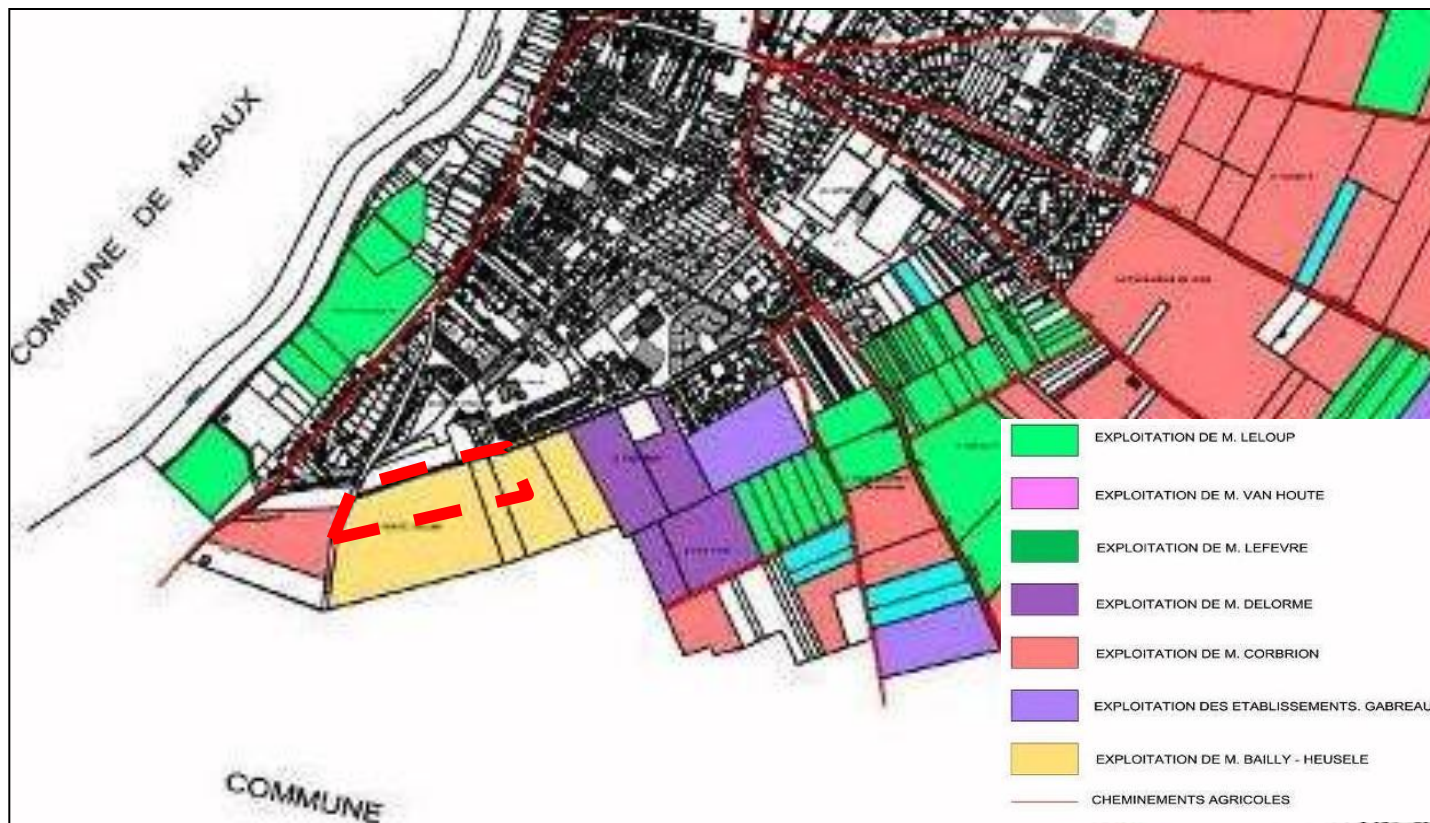 COMMUNE DE MEAUX
COMMUNE
EXPLOITATION DE M. LELOUP
EXPLOITATION DE M. VAN HOUTE
EXPLOITATION DE M. LEFEVRE
EXPLOITATION DE M. DELORME
EXPLOITATION DE M. CORBRION
EXPLOITATION DES ETABLISSEMENTS. GABREAU
EXPLOITATION DE M. BAILLY - HEUSELE
CHEMINEMENTS AGRICOLES